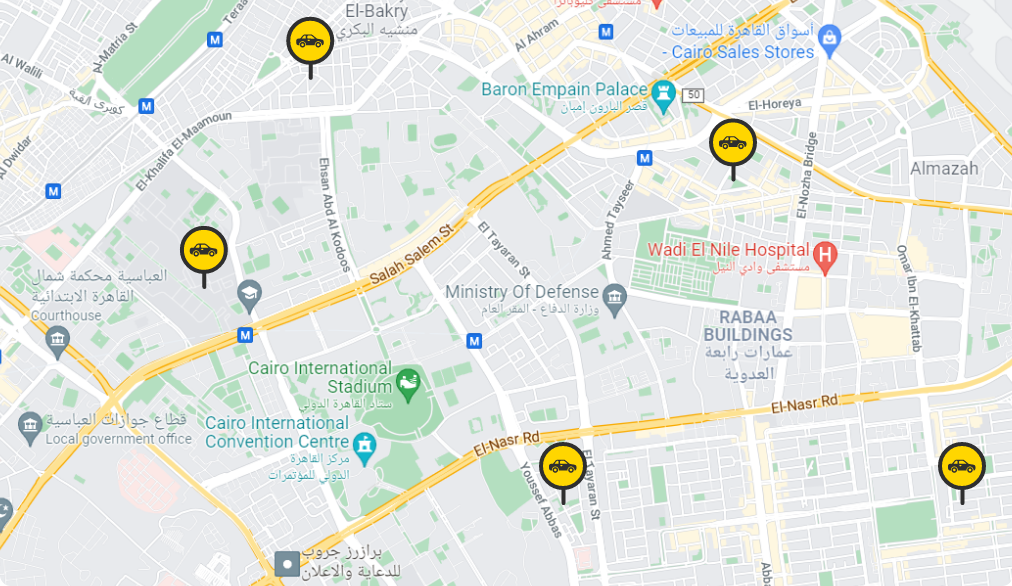 El-Bakry
منشية البكري
Teraa
Al-Matria St
Al Walili
كوبري القبة
Al Dwidar
El-Khalifa El-Maamoun
Ehsan Abd Al Kodoos
M
M
M
M
M
M
M
مستشفى كليوباترا
Al Ahram
أسواق القاهرة للمبيعات
- Cairo Sales Stores
Baron Empain Palace
قصر البارون إمبان
50
El-Horeya
El-Nozha Bridge
Almazah
Ahmed Tayseer
El Tayaran St
Salah Salem St
Wadi El Nile Hospital
مستشفى وادي النيل
H
Omar Ibn El-Khattab
العباسية محكمة شمال
القاهرة الابتدائية
Courthouse
Ministry Of Defense
وزارة الدفاع - المقر العام
RABAA
BUILDINGS
عمارات رابعة
العدوية
Cairo International
Stadium
ستاد القاهرة الدولي
قطاع جوازات العباسية
Local government office
Cairo International
Convention Centre
مركز القاهرة
الدولي للمؤتمرات
El-Nasr Rd
El-Nasr Rd
Youssef Abbas
El Tayaran St
Abba
برازرز جروب
للدعاية والاعلان